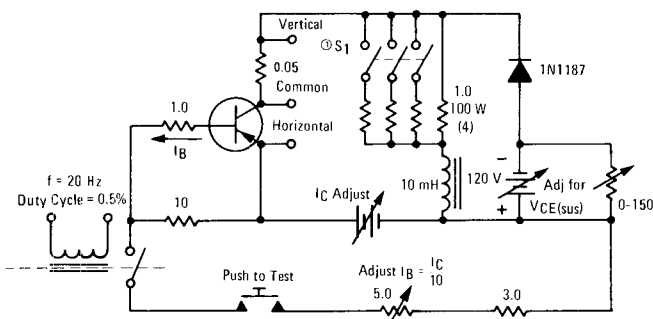 Vertical
①S1
0.05
Common
1N1187
1.0
1.0
100 W
(4)
Horizontal
IB
10 mH
120 V
−
+
Adj for
VCE(sus)
0-150
f = 20 Hz
Duty Cycle = 0.5%
10
IC Adjust
Push to Test
Adjust IB = IC
10
5.0
3.0